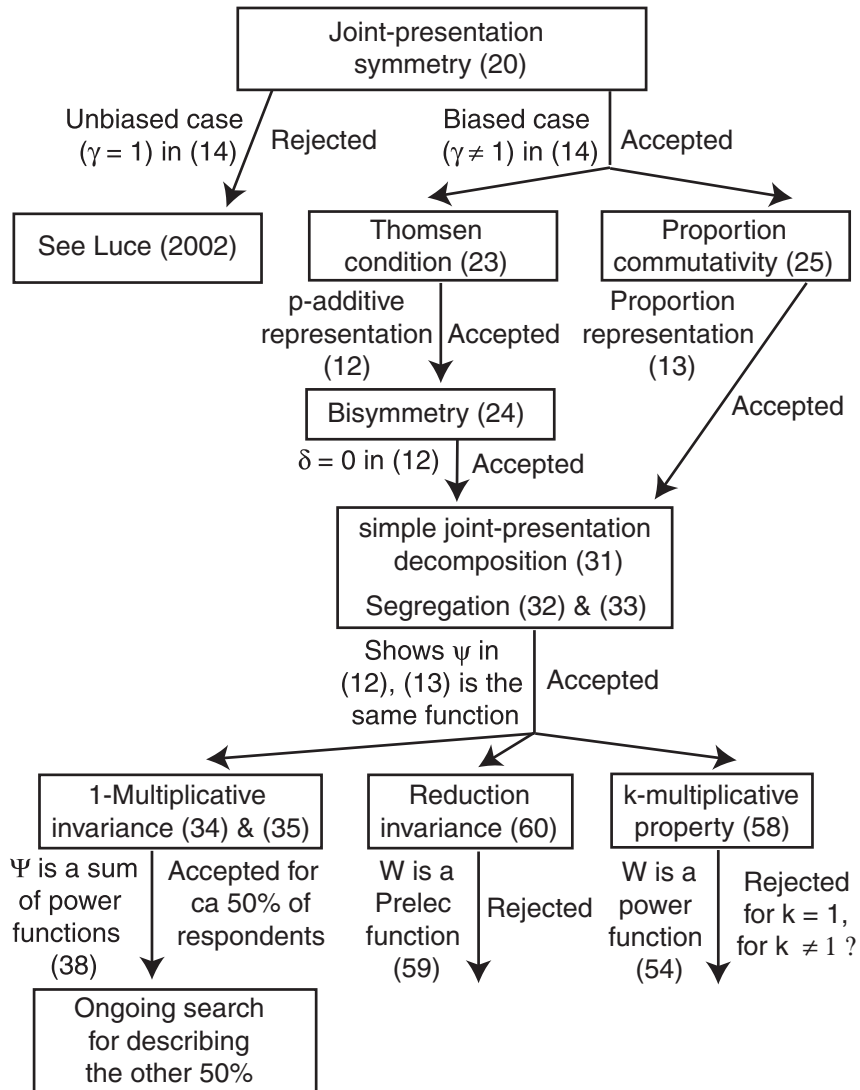 Joint-presentation
symmetry (20)
Unbiased case
(γ = 1) in (14)
Rejected
Biased case
(γ ≠ 1) in (14)
Accepted
See Luce (2002)
Thomsen
condition (23)
Proportion
commutativity (25)
p-additive
representation
(12)
Accepted
Proportion
representation
(13)
Accepted
Bisymmetry (24)
δ = 0 in (12)
Accepted
simple joint-presentation
decomposition (31)
Segregation (32) & (33)
Shows ψ in
(12), (13) is the
same function
Accepted
1-Multiplicative
invariance (34) & (35)
Reduction
invariance (60)
k-multiplicative
property (58)
Ψ is a sum
of power
functions
(38)
Accepted for
ca 50% of
respondents
W is a
Prelec
function
(59)
Rejected
W is a
power
function
(54)
Rejected
for k = 1,
for k ≠ 1 ?
Ongoing search
for describing
the other 50%